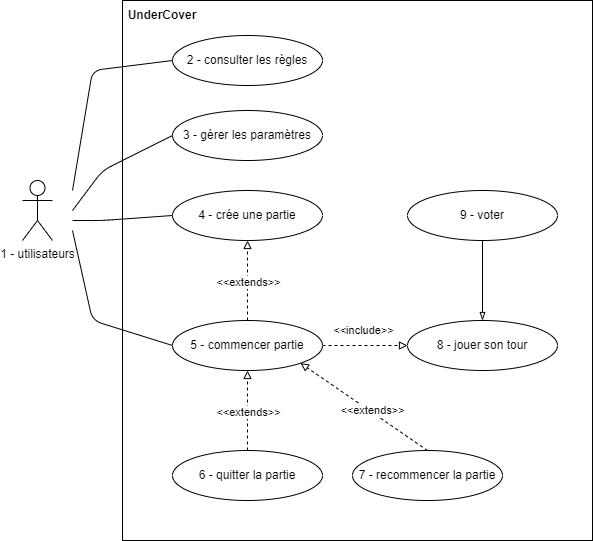 UnderCover
2 - consulter les règles
3 - gérer les paramètres
4 - crée une partie
9 - voter
1 - utilisateurs
<<extends>>
<<include>>
5 - commencer partie
8 - jouer son tour
<<extends>>
<<extends>>
6 - quitter la partie
7 - recommencer la partie